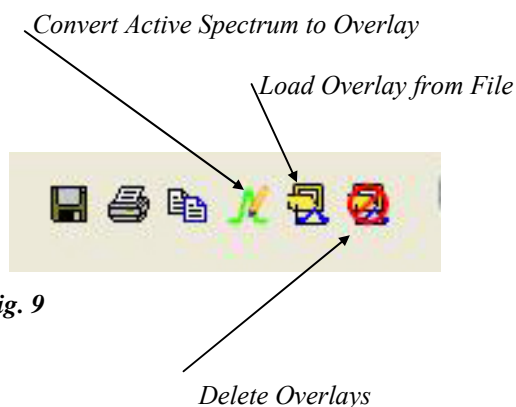 Convert Active Spectrum to Overlay
Load Overlay from File
ig. 9
Delete Overlays